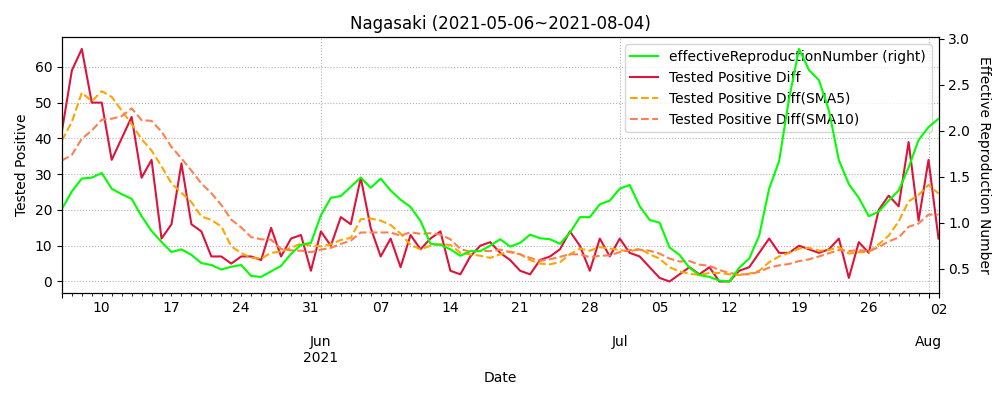 Nagasaki (2021-05-06~2021-08-04)
effectiveReproductionNumber (right)
Tested Positive Diff
Tested Positive Diff(SMA5)
Tested Positive Diff(SMA10)
Tested Positive
60
50
40
30
20
10
0
3.0
2.5
2.0
1.5
1.0
0.5
Effective Reproduction Number
10 17 24 31 07 14 21 28 05 12 19 26 02
Jun Jul Aug
2021
Date